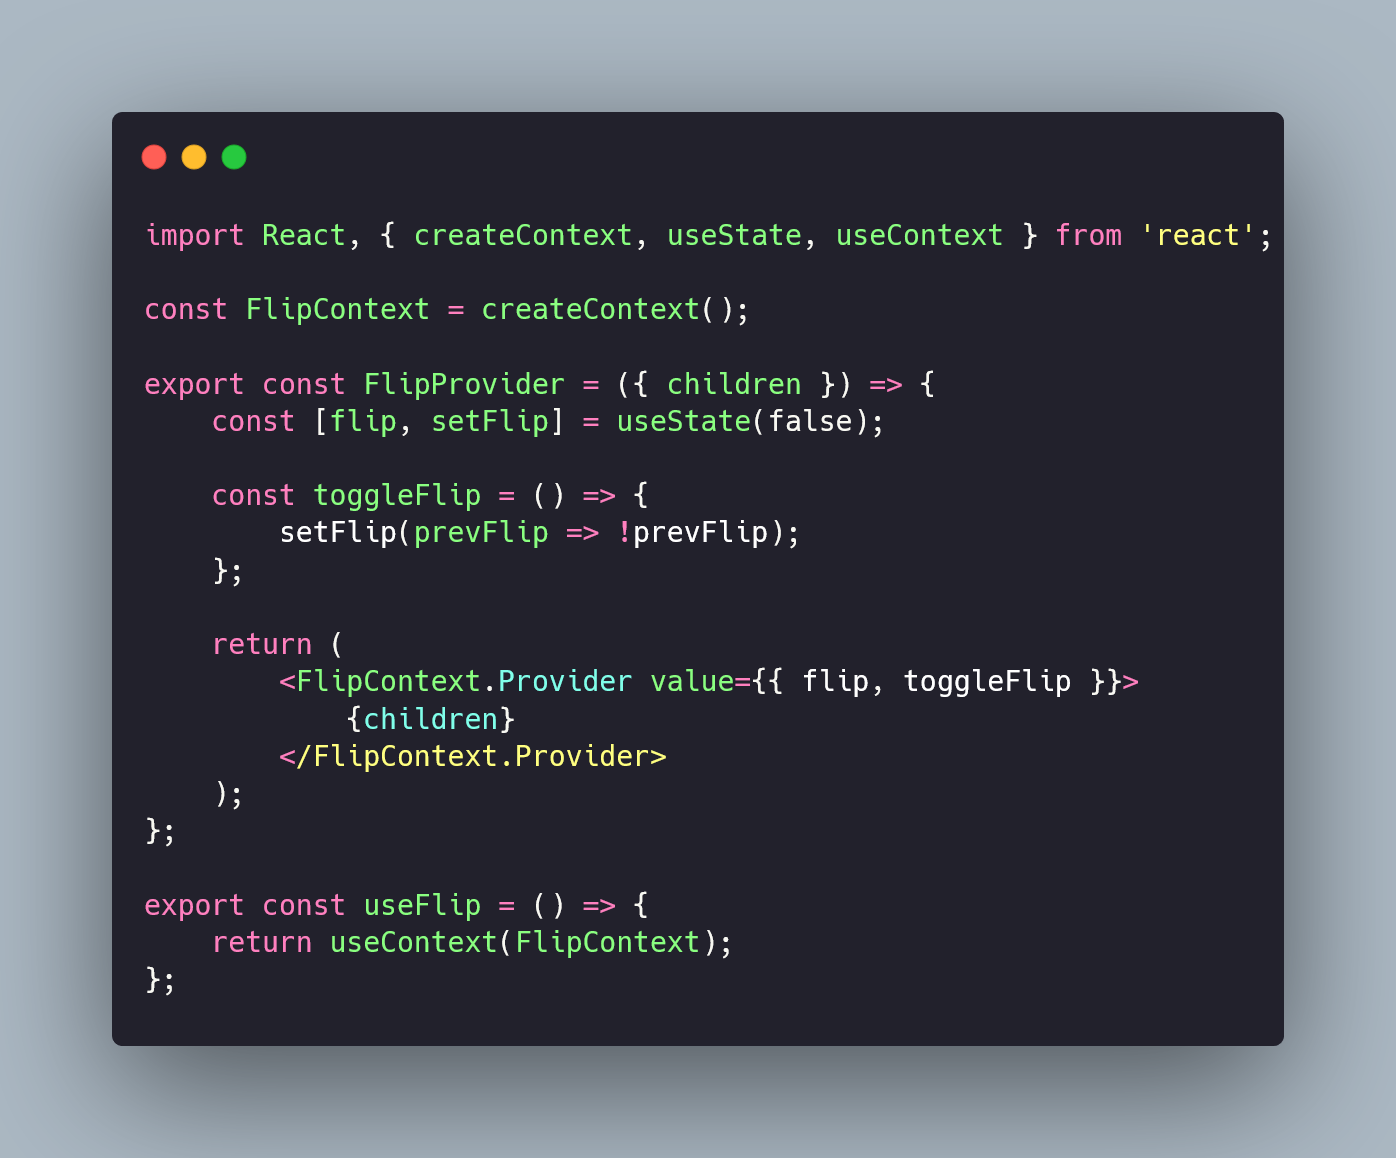 import React, { createContext, useState, useContext } from 'react';

const FlipContext = createContext();

export const FlipProvider = ({ children }) => {
    const [flip, setFlip] = useState(false);

    const toggleFlip = () => {
        setFlip(prevFlip => !prevFlip);
    };

    return (
        <FlipContext.Provider value={{ flip, toggleFlip }}>
            {children}
        </FlipContext.Provider>
    );
};

export const useFlip = () => {
    return useContext(FlipContext);
};